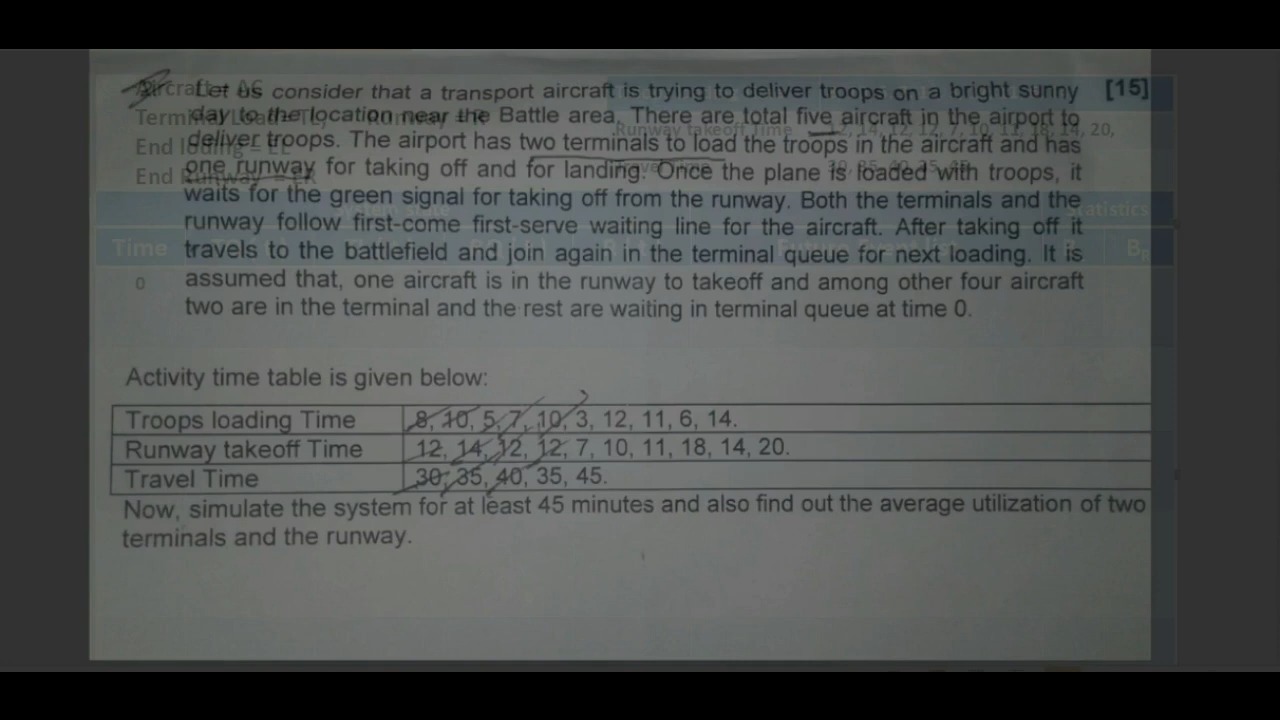 Let us consider that a transport aircraft is trying to deliver troops on a bright sunny [15]
day to the location near the Battle area. There are total five aircraft in the airport to
deliver troops. The airport has two terminals to load the troops in the aircraft and has
one runway for taking off and for landing. Once the plane is loaded with troops, it
waits for the green signal for taking off from the runway. Both the terminals and the
runway follow first-come first-serve waiting line for the aircraft. After taking off it
travels to the battlefield and join again in the terminal queue for next loading. It is
assumed that, one aircraft is in the runway to takeoff and among other four aircraft
two are in the terminal and the rest are waiting in terminal queue at time 0.
Time
0
Statistics
Activity time table is given below:
Troops loading Time 8, 10, 5, 7, 10, 3, 12, 11, 6, 14.
Runway takeoff Time 12, 14, 12, 12, 7, 10, 11, 18, 14, 20.
Travel Time 30, 35, 40, 35, 45.
Now, simulate the system for at least 45 minutes and also find out the average utilization of two
terminals and the runway.